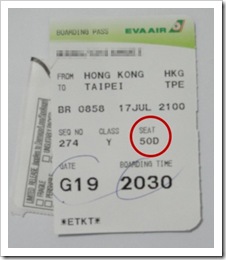 BOARDING PASS EVA AIR
FROM HONG KONG HKG
TO TAIPEI TPE
BR 0858 17JUL 2100
SEQ NO CLASS SEAT
274 Y 50D
GATE BOARDING TIME
G19 2030
*ETKT*